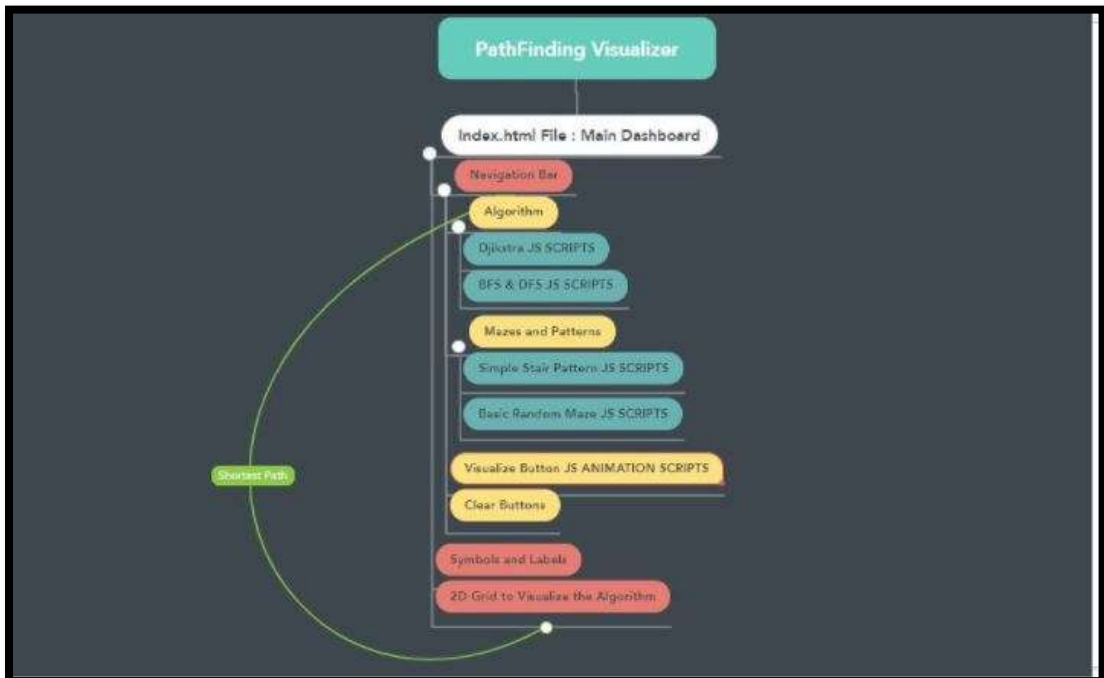 PathFinding Visualizer
Index.html File : Main Dashboard
Navigation Bar
Algorithm
Djikstra JS SCRIPTS
BFS & DFS JS SCRIPTS
Mazes and Patterns
Simple Stair Pattern JS SCRIPTS
Basic Random Maze JS SCRIPTS
Visualize Button JS ANIMATION SCRIPTS
Shortest Path
Clear Buttons
Symbols and Labels
2D Grid to Visualize the Algorithm